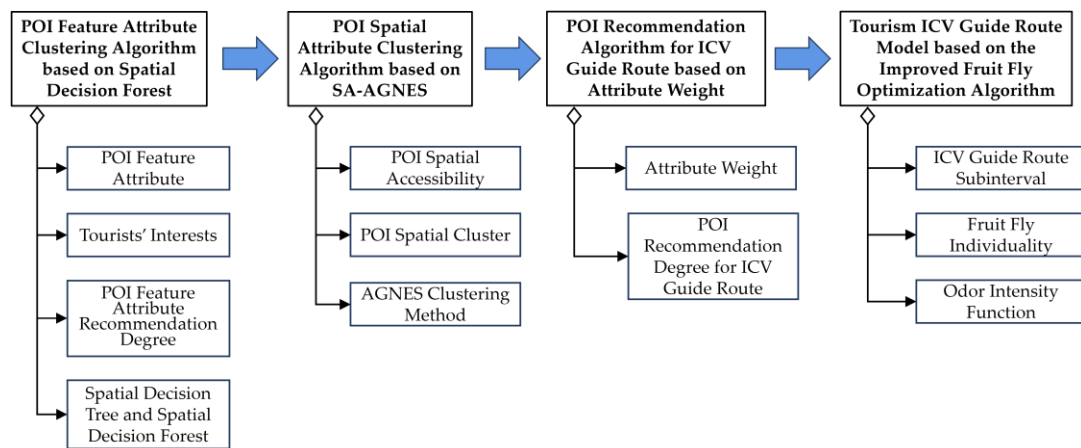 POI Feature Attribute
Clustering Algorithm
based on Spatial
Decision Forest
POI Feature
Attribute
Tourists' Interests
POI Feature
Attribute
Recommendation
Degree
Spatial Decision
Tree and Spatial
Decision Forest
POI Spatial
Attribute Clustering
Algorithm based on
SA-AGNES
POI Spatial
Accessibility
POI Spatial Cluster
AGNES Clustering
Method
POI Recommendation
Algorithm for ICV
Guide Route based on
Attribute Weight
Attribute Weight
POI
Recommendation
Degree for ICV
Guide Route
Tourism ICV Guide Route
Model based on the
Improved Fruit Fly
Optimization Algorithm
ICV Guide Route
Subinterval
Fruit Fly
Individuality
Odor Intensity
Function